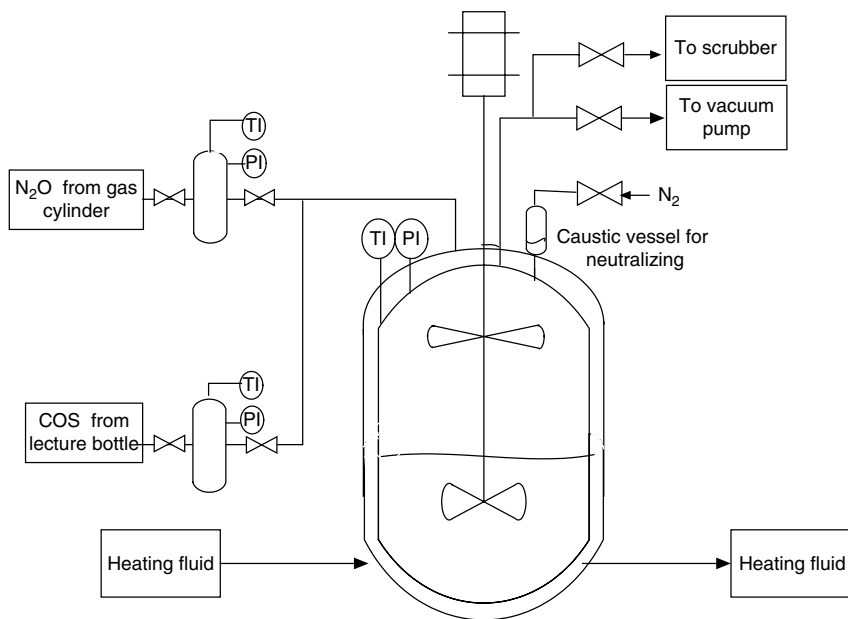 To scrubber
To vacuum
pump
TI
PI
N₂O from gas
cylinder
N₂
Caustic vessel for
neutralizing
TI PI
TI
PI
COS from
lecture bottle
Heating fluid
Heating fluid